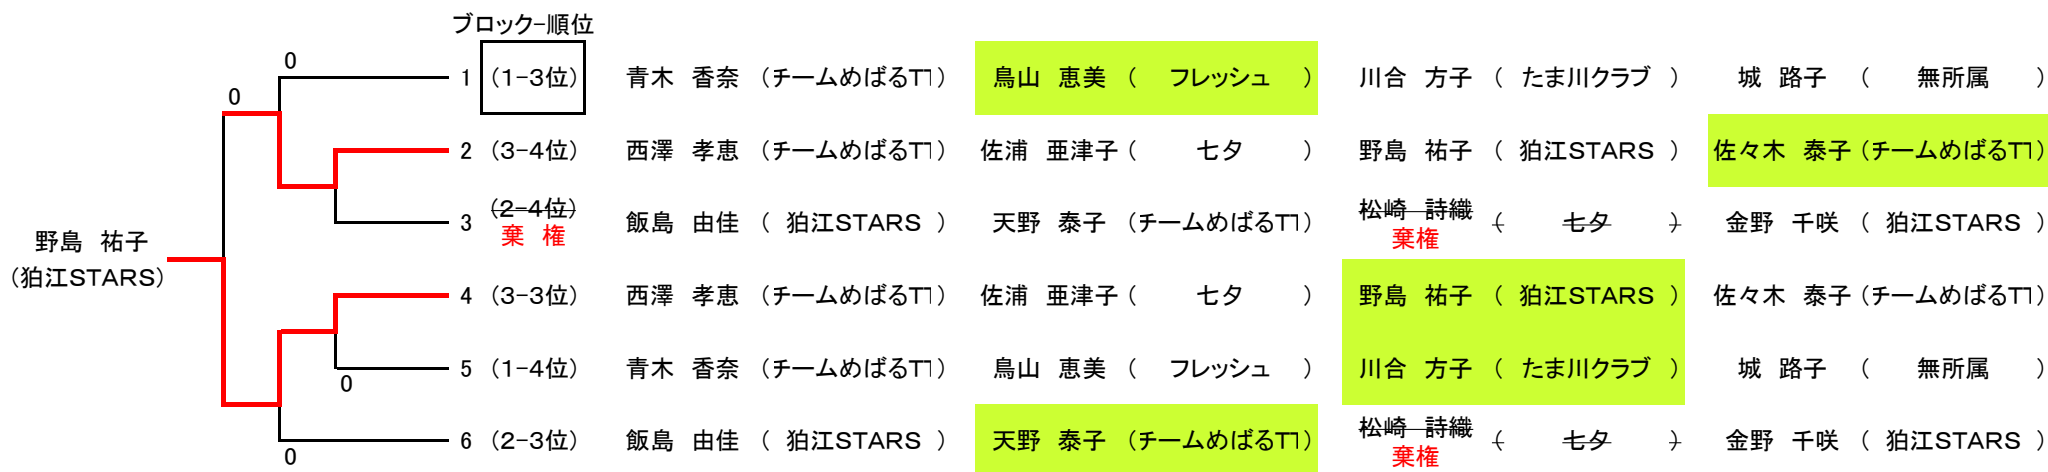 ブロック-順位
0
1 (1-3位) 青木 香奈 (チームめばるTT) 鳥山 恵美 ( フレッシュ ) 川合 方子 ( たま川クラブ ) 城 路子 ( 無所属 )
0
2 (3-4位) 西澤 孝恵 (チームめばるTT) 佐浦 亜津子 ( 七夕 ) 野島 祐子 ( 狛江STARS ) 佐々木 泰子 (チームめばるTT)
3 (2-4位) 飯島 由佳 ( 狛江STARS ) 天野 泰子 (チームめばるTT) 松崎 詩織 ( 七夕 ) 金野 千咲 ( 狛江STARS )
棄 権 棄権
野島 祐子
(狛江STARS)
4 (3-3位) 西澤 孝恵 (チームめばるTT) 佐浦 亜津子 ( 七夕 ) 野島 祐子 ( 狛江STARS ) 佐々木 泰子 (チームめばるTT)
5 (1-4位) 青木 香奈 (チームめばるTT) 鳥山 恵美 ( フレッシュ ) 川合 方子 ( たま川クラブ ) 城 路子 ( 無所属 )
0
6 (2-3位) 飯島 由佳 ( 狛江STARS ) 天野 泰子 (チームめばるTT) 松崎 詩織 ( 七夕 ) 金野 千咲 ( 狛江STARS )
0 棄権